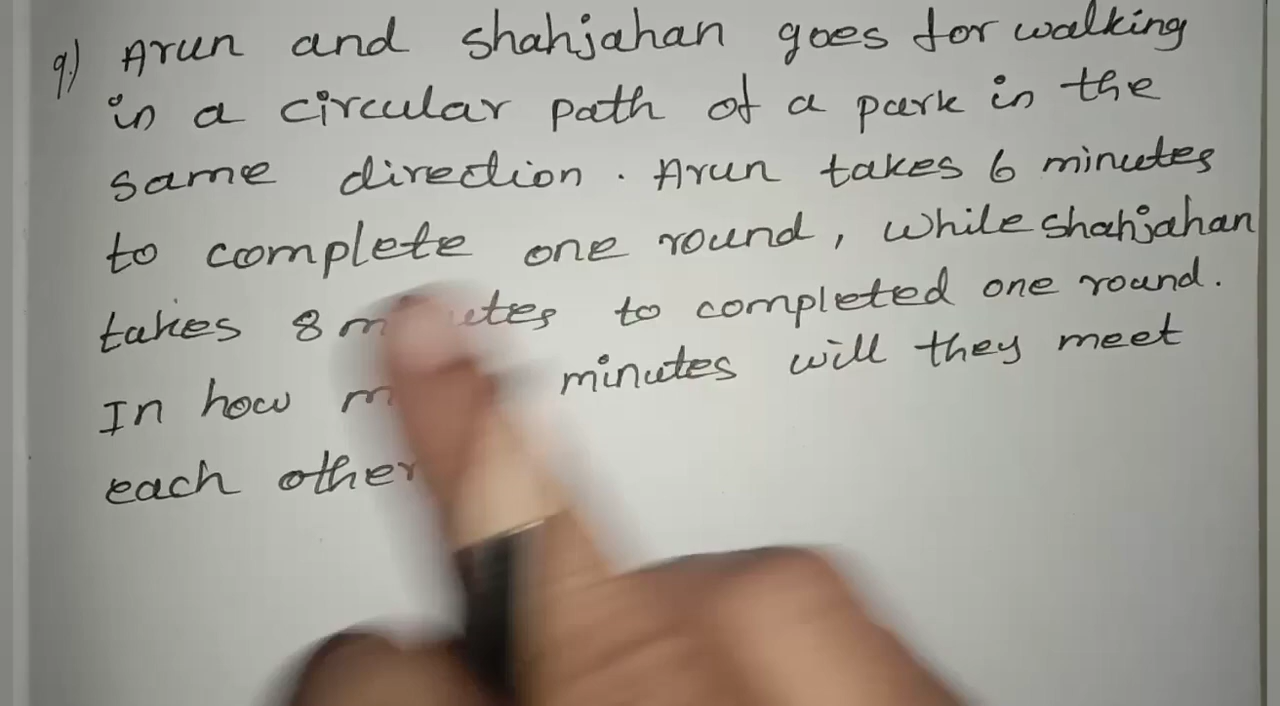 9.) Arun and shahjahan goes for walking
in a circular path of a park in the
same direction. Arun takes 6 minutes
to complete one round, while shahjahan
takes 8 to completed one round.
In how minutes will they meet
each other